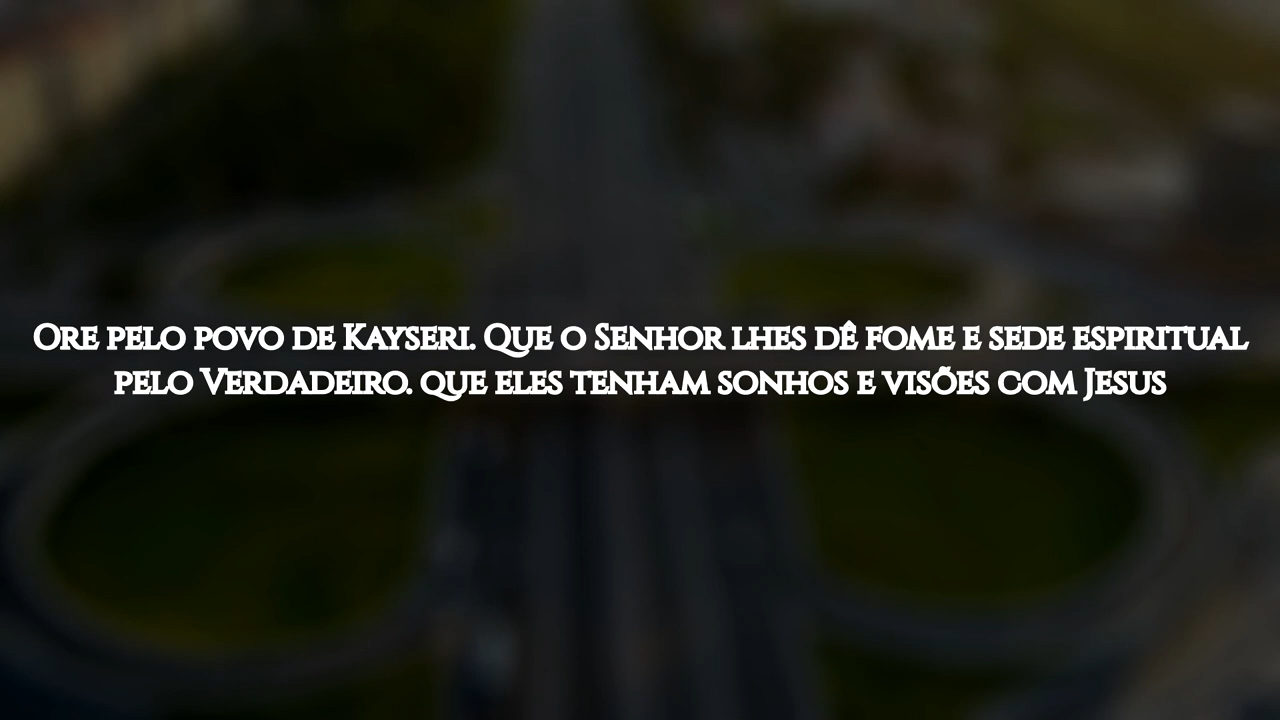 Ore pelo povo de Kayseri. Que o Senhor lhes dê fome e sede espiritual
pelo Verdadeiro. que eles tenham sonhos e visões com Jesus